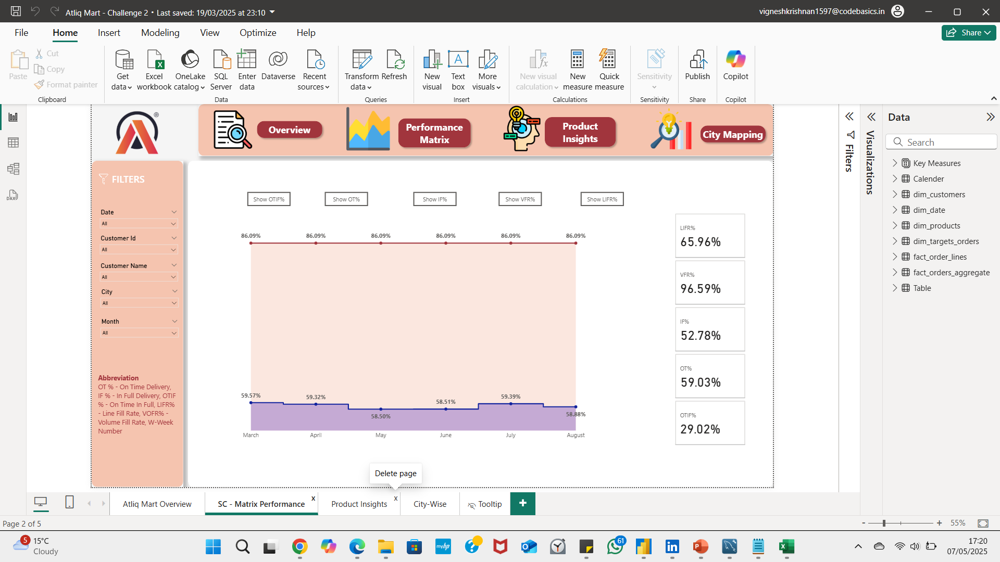 Atliq Mart - Challenge 2 • Last saved: 19/03/2025 at 23:10
vigneshkrishnan1597@codebasics.in
File Home Insert Modeling View Optimize Help
Share
Paste
Cut
Copy
Format painter
Clipboard
Get data
Excel workbook
OneLake catalog
SQL Server
Enter data
Dataverse
Recent sources
Data
Transform data
Refresh
Queries
New visual
Text box
More visuals
Insert
New visual calculation
New measure
Quick measure
Calculations
Sensitivity
Sensitivity
Publish
Share
Copilot
Copilot
®
Overview
Performance
Matrix
Product
Insights
City Mapping
FILTERS
Date
All
Customer Id
All
Customer Name
All
City
All
Month
All
Abbreviation
OT % - On Time Delivery,
IF % - In Full Delivery, OTIF
% - On Time In Full, LIFR%
- Line Fill Rate, VOFR% -
Volume Fill Rate, W-Week
Number
Show OTIF%
Show OT%
Show IF%
Show VFR%
Show LIFR%
86.09% 86.09% 86.09% 86.09% 86.09% 86.09%
59.57% 59.32% 58.50% 58.51% 59.39% 58.88%
March April May June July August
LIFR%
65.96%
VFR%
96.59%
IF%
52.78%
OT%
59.03%
OTIF%
29.02%
Filters
Visualizations
Data
Search
Key Measures
Calender
dim_customers
dim_date
dim_products
dim_targets_orders
fact_order_lines
fact_orders_aggregate
Table
Delete page
Atliq Mart Overview
SC - Matrix Performance x
Product Insights x
City-Wise
Tooltip
+
Page 2 of 5
- + 55%
5
15°C
Cloudy
myhp
61
17:20
07/05/2025